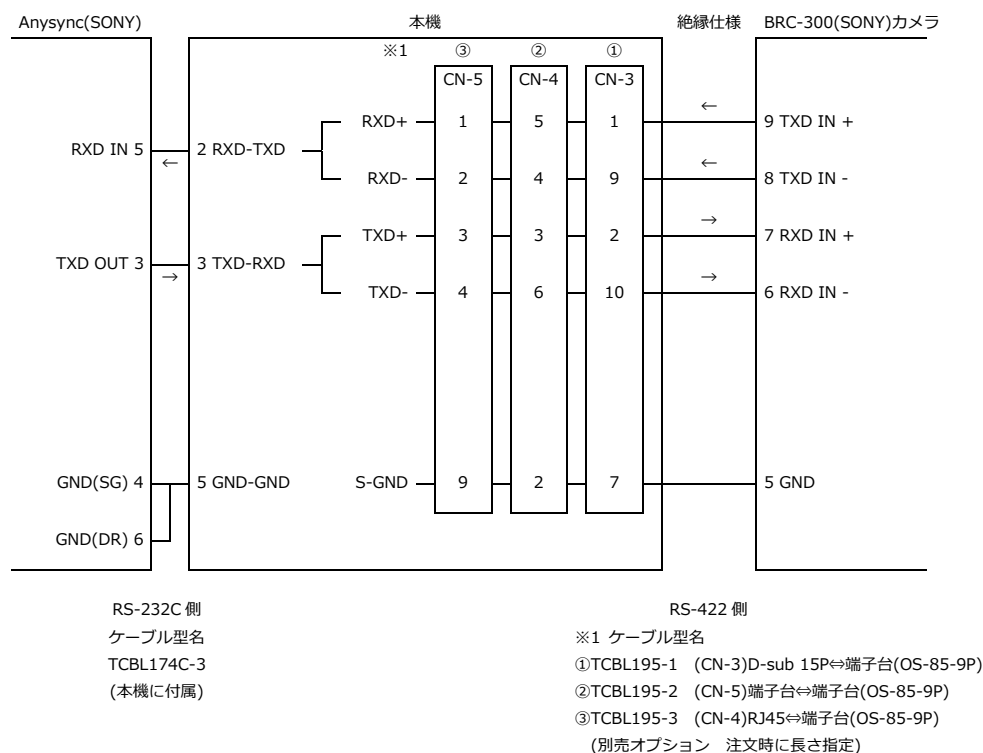 Anysync(SONY) 本機 絶縁仕様 BRC-300(SONY)カメラ
※1 ③ ② ①
CN-5 CN-4 CN-3
←
RXD+ 1 5 1 9 TXD IN +
RXD IN 5 2 RXD-TXD
← ←
RXD- 2 4 9 8 TXD IN -
→
TXD+ 3 3 2 7 RXD IN +
TXD OUT 3 3 TXD-RXD
→ →
TXD- 4 6 10 6 RXD IN -
GND(SG) 4 5 GND-GND S-GND 9 2 7 5 GND
GND(DR) 6
RS-232C 側
ケーブル型名
TCBL174C-3
(本機に付属)
RS-422 側
※1 ケーブル型名
①TCBL195-1 (CN-3)D-sub 15P⇔端子台(OS-85-9P)
②TCBL195-2 (CN-5)端子台⇔端子台(OS-85-9P)
③TCBL195-3 (CN-4)RJ45⇔端子台(OS-85-9P)
(別売オプション 注文時に長さ指定)